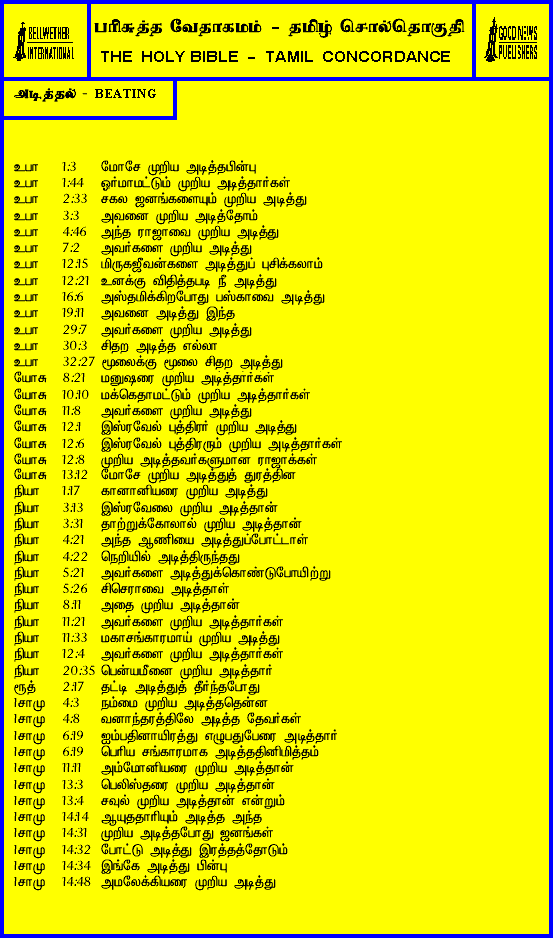 BELLWETHER INTERNATIONAL
பரிசுத்த வேதாகமம் - தமிழ் சொல்தொகுதி
THE HOLY BIBLE - TAMIL CONCORDANCE
GOOD NEWS PUBLISHERS
அடித்தல் - BEATING
உபா 1:3 மோசே முறிய அடித்தபின்பு
உபா 1:44 ஒர்மாமட்டும் முறிய அடித்தார்கள்
உபா 2:33 சகல ஜனங்களையும் முறிய அடித்து
உபா 3:3 அவனை முறிய அடித்தோம்
உபா 4:46 அந்த ராஜாவை முறிய அடித்து
உபா 7:2 அவர்களை முறிய அடித்து
உபா 12:15 மிருகஜீவன்களை அடித்துப் புசிக்கலாம்
உபா 12:21 உனக்கு விதித்தபடி நீ அடித்து
உபா 16:6 அஸ்தமிக்கிறபோது பஸ்காவை அடித்து
உபா 19:11 அவனை அடித்து இந்த
உபா 29:7 அவர்களை முறிய அடித்து
உபா 30:3 சிதற அடித்த எல்லா
உபா 32:27 மூலைக்கு மூலை சிதற அடித்து
யோசு 8:21 மனுஷரை முறிய அடித்தார்கள்
யோசு 10:10 மக்கெதாமட்டும் முறிய அடித்தார்கள்
யோசு 11:8 அவர்களை முறிய அடித்து
யோசு 12:1 இஸ்ரவேல் புத்திரர் முறிய அடித்து
யோசு 12:6 இஸ்ரவேல் புத்திரரும் முறிய அடித்தார்கள்
யோசு 12:8 முறிய அடித்தவர்களுமான ராஜாக்கள்
யோசு 13:12 மோசே முறிய அடித்துத் துரத்தின
நியா 1:17 கானானியரை முறிய அடித்து
நியா 3:13 இஸ்ரவேலை முறிய அடித்தான்
நியா 3:31 தாற்றுக்கோலால் முறிய அடித்தான்
நியா 4:21 அந்த ஆணியை அடித்துப்போட்டாள்
நியா 4:22 நெறியில் அடித்திருந்தது
நியா 5:21 அவர்களை அடித்துக்கொண்டுபோயிற்று
நியா 5:26 சிசெராவை அடித்தாள்
நியா 8:11 அதை முறிய அடித்தான்
நியா 11:21 அவர்களை முறிய அடித்தார்கள்
நியா 11:33 மகாசங்காரமாய் முறிய அடித்து
நியா 12:4 அவர்களை முறிய அடித்தார்கள்
நியா 20:35 பென்யமீனை முறிய அடித்தார்
ரூத் 2:17 தட்டி அடித்துத் தீர்ந்தபோது
1சாமு 4:3 நம்மை முறிய அடித்ததென்ன
1சாமு 4:8 வனாந்தரத்திலே அடித்த தேவர்கள்
1சாமு 6:19 ஐம்பதினாயிரத்து எழுபதுபேரை அடித்தார்
1சாமு 6:19 பெரிய சங்காரமாக அடித்ததினிமித்தம்
1சாமு 11:11 அம்மோனியரை முறிய அடித்தான்
1சாமு 13:3 பெலிஸ்தரை முறிய அடித்தான்
1சாமு 13:4 சவுல் முறிய அடித்தான் என்றும்
1சாமு 14:14 ஆயுததாரியும் அடித்த அந்த
1சாமு 14:31 முறிய அடித்தபோது ஜனங்கள்
1சாமு 14:32 போட்டு அடித்து இரத்தத்தோடும்
1சாமு 14:34 இங்கே அடித்து பின்பு
1சாமு 14:48 அமலேக்கியரை முறிய அடித்து